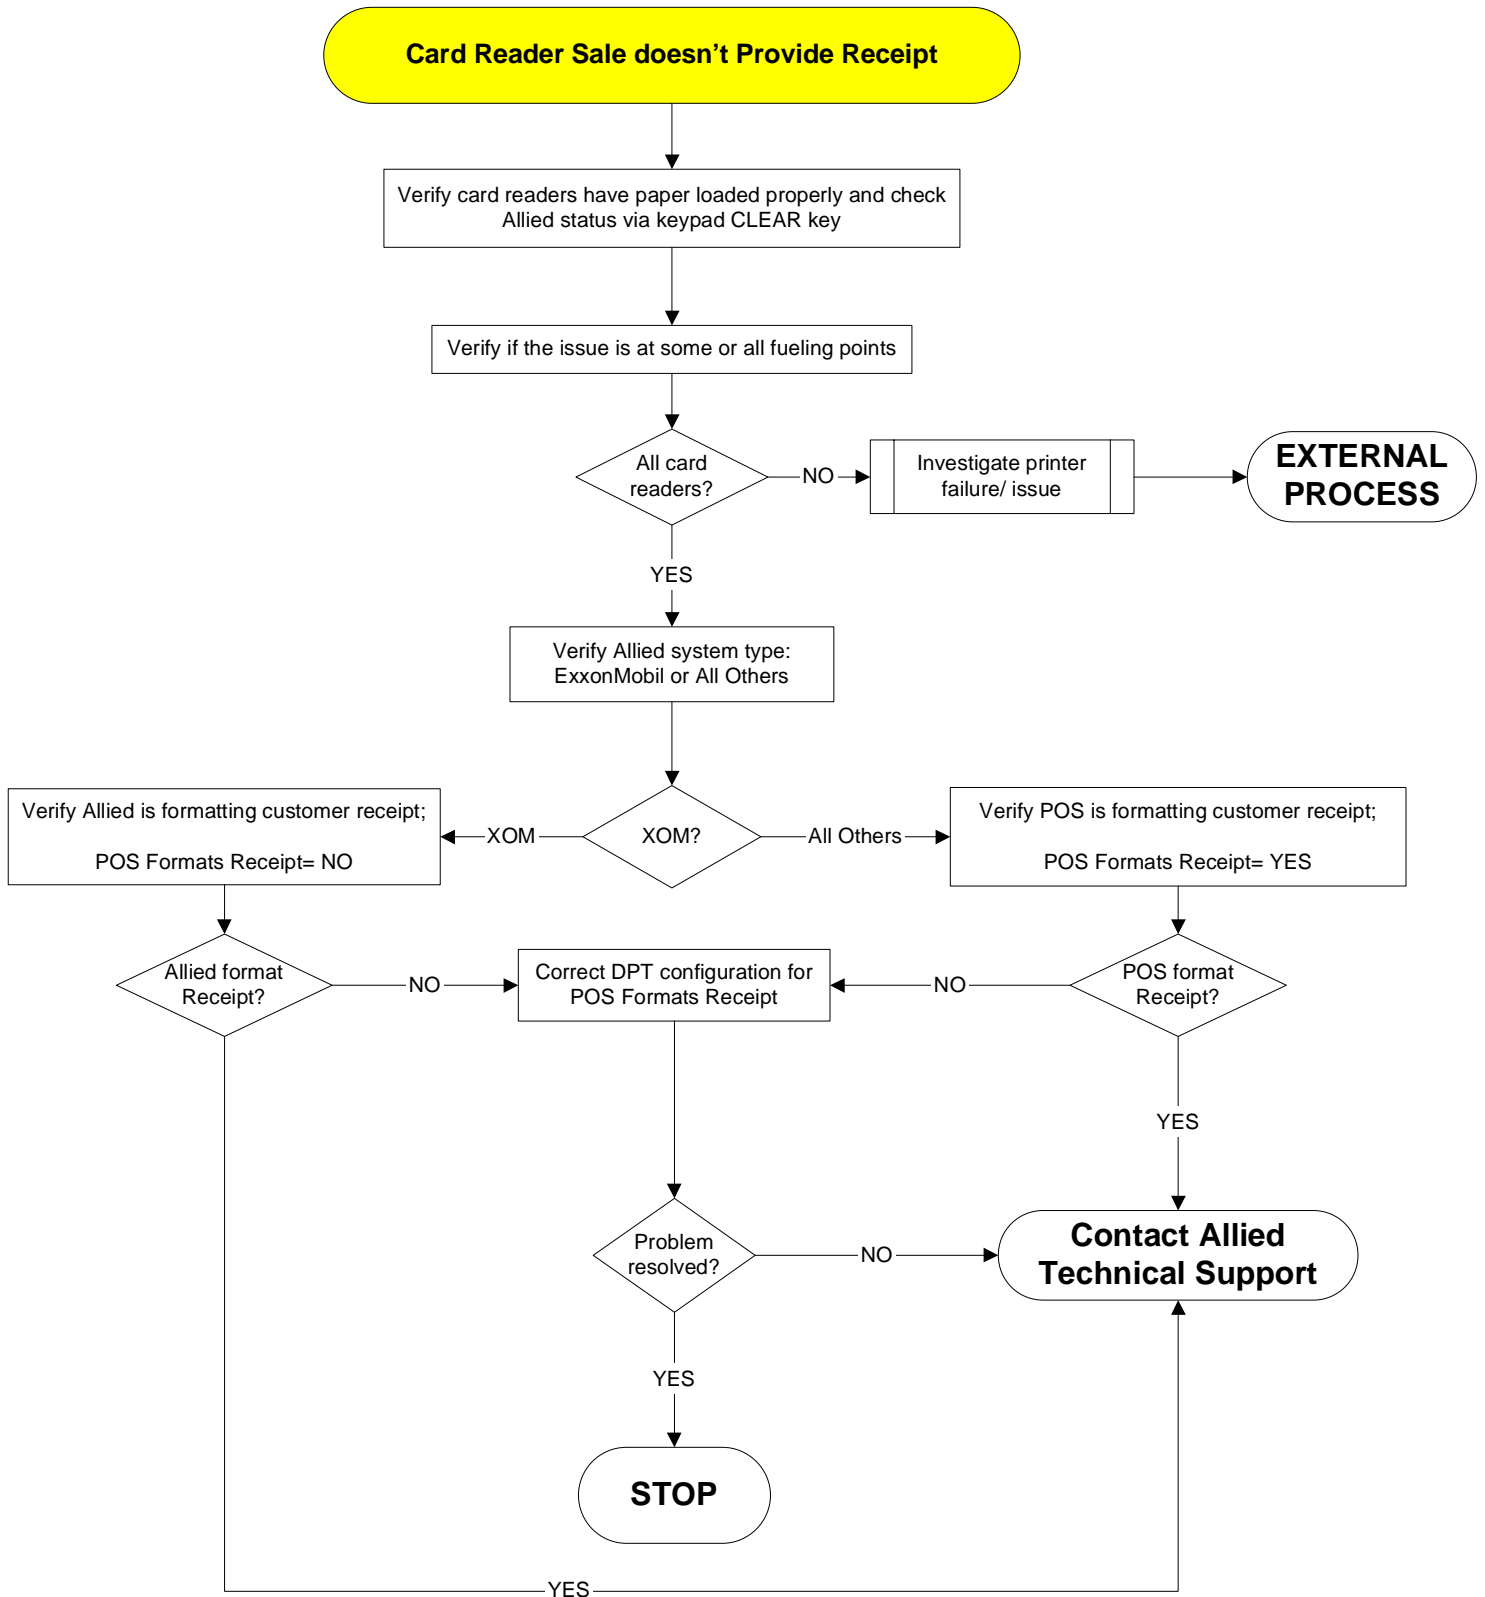 Card Reader Sale doesn't Provide Receipt
Verify card readers have paper loaded properly and check
Allied status via keypad CLEAR key
Verify if the issue is at some or all fueling points
All card
readers?
NO
Investigate printer
failure/ issue
EXTERNAL
PROCESS
YES
Verify Allied system type:
ExxonMobil or All Others
XOM?
XOM
All Others
Verify Allied is formatting customer receipt;
POS Formats Receipt= NO
Verify POS is formatting customer receipt;
POS Formats Receipt= YES
Allied format
Receipt?
NO
Correct DPT configuration for
POS Formats Receipt
NO
POS format
Receipt?
YES
Problem
resolved?
NO
Contact Allied
Technical Support
YES
STOP
YES